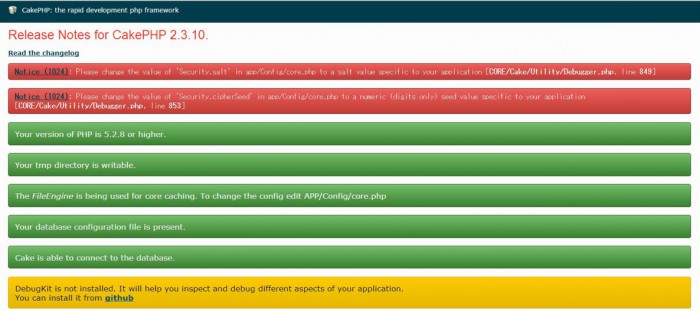 CakePHP: the rapid development php framework
Release Notes for CakePHP 2.3.10.
Read the changelog
Notice (1024): Please change the value of 'Security.salt' in app/Config/core.php to a salt value specific to your application [CORE/Cake/Utility/Debugger.php, line 849]
Notice (1024): Please change the value of 'Security.cipherSeed' in app/Config/core.php to a numeric (digits only) seed value specific to your application
[CORE/Cake/Utility/Debugger.php, line 853]
Your version of PHP is 5.2.8 or higher.
Your tmp directory is writable.
The FileEngine is being used for core caching. To change the config edit APP/Config/core.php
Your database configuration file is present.
Cake is able to connect to the database.
DebugKit is not installed. It will help you inspect and debug different aspects of your application.
You can install it from github